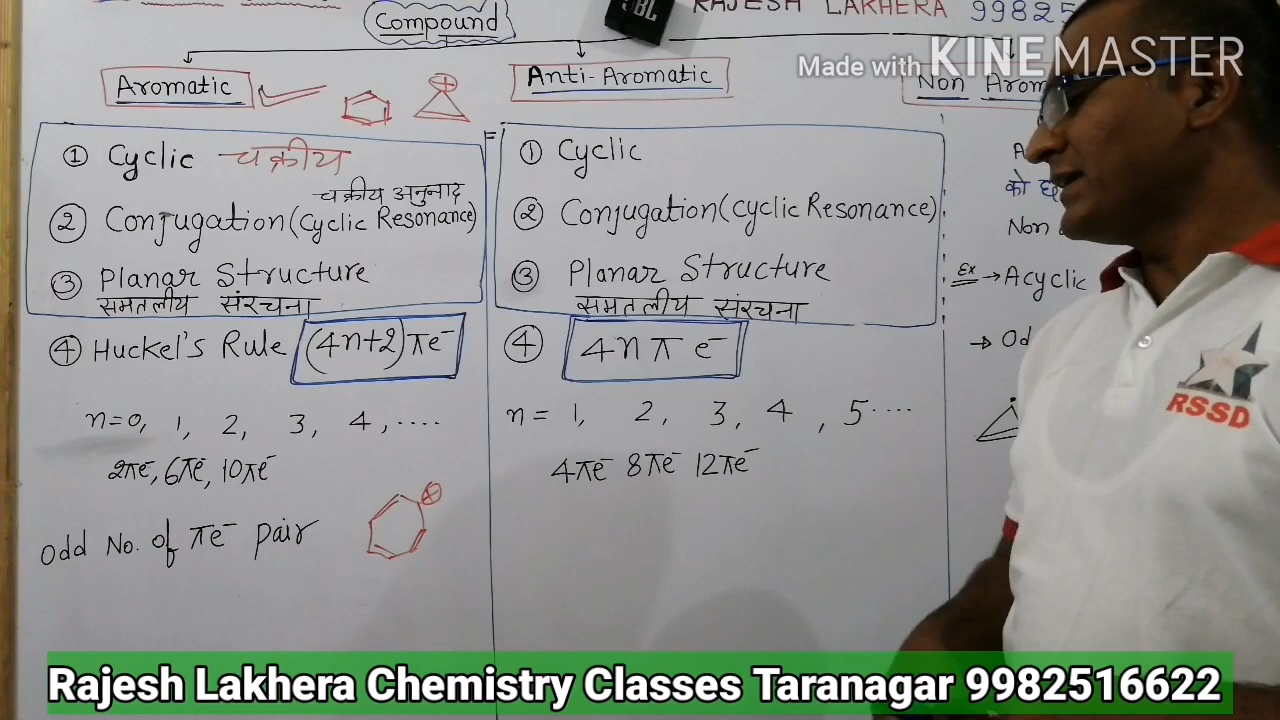 RAJESH LAKHERA 99825
Compound
JBL
Made with KINEMASTER
Aromatic
Anti-Aromatic
Non Arom
① Cyclic चक्रीय
चक्रीय अनुनाद
② Conjugation (Cyclic Resonance)
③ Planar Structure
समतलीय संरचना
④ Huckel's Rule (4n+2)πe⁻
n=0, 1, 2, 3, 4, ....
2πe⁻, 6πe⁻, 10πe⁻
Odd No. of πe⁻ pair
① Cyclic
② Conjugation (Cyclic Resonance)
③ Planar Structure
समतलीय संरचना
④ 4n π e⁻
n = 1, 2, 3, 4, 5....
4πe⁻ 8πe⁻ 12πe⁻
को
Non
Ex → Acyclic
→ Od
RSSD
Rajesh Lakhera Chemistry Classes Taranagar 9982516622